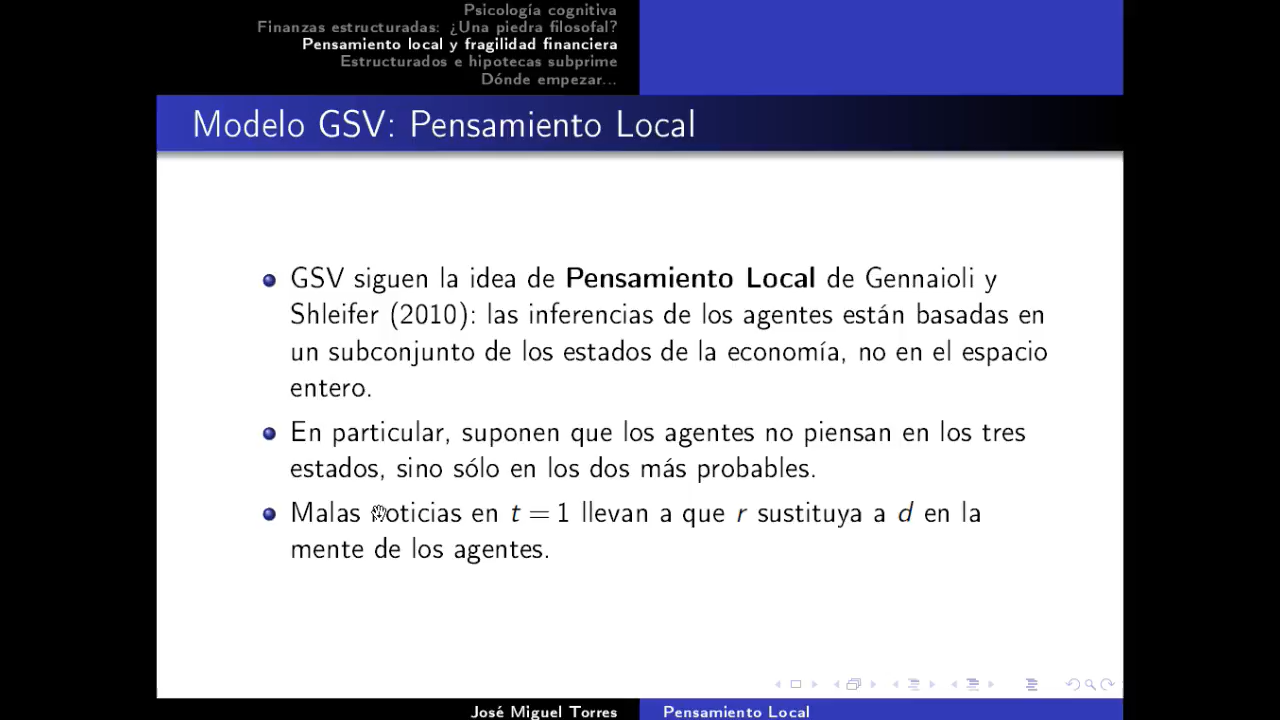 Psicología cognitiva
Finanzas estructuradas: ¿Una piedra filosofal?
Pensamiento local y fragilidad financiera
Estructurados e hipotecas subprime
Dónde empezar...
Modelo GSV: Pensamiento Local
GSV siguen la idea de Pensamiento Local de Gennaioli y
Shleifer (2010): las inferencias de los agentes están basadas en
un subconjunto de los estados de la economía, no en el espacio
entero.
En particular, suponen que los agentes no piensan en los tres
estados, sino sólo en los dos más probables.
Malas noticias en t = 1 llevan a que r sustituya a d en la
mente de los agentes.
José Miguel Torres
Pensamiento Local